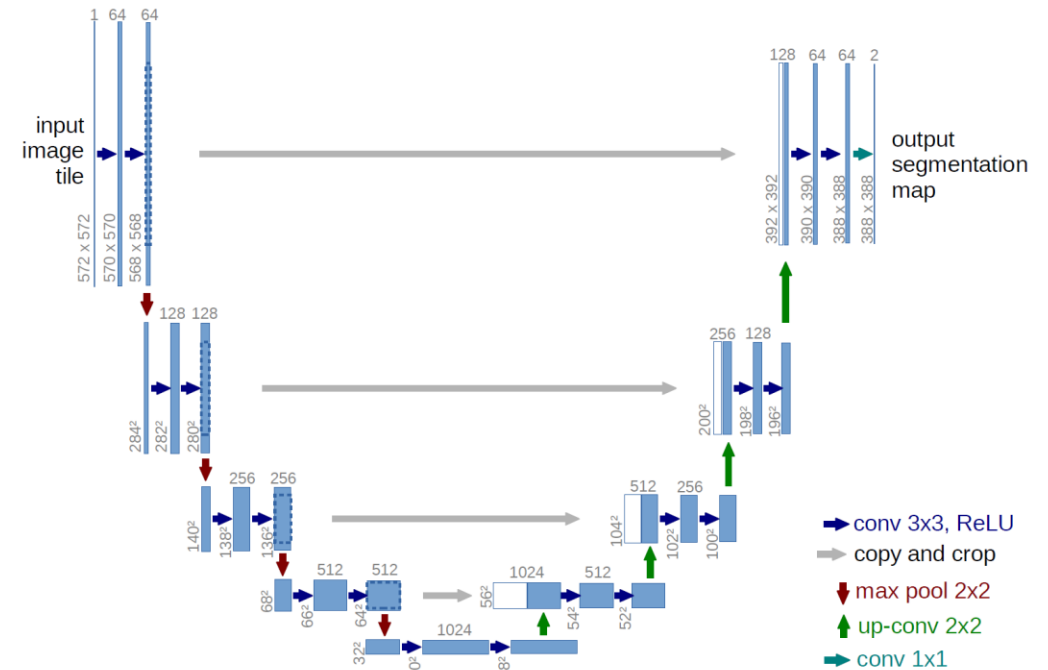 1 64 64
128 64 64 2
input
image
tile
output
segmentation
map
572 x 572
570 x 570
568 x 568
392 x 392
390 x 390
388 x 388
388 x 388
128 128
256 128
284²
282²
280²
200²
198²
196²
256 256
512 256
140²
138²
136²
104²
102²
100²
512 512
1024 512
68²
66²
64²
56²
54²
52²
1024
32²
conv 3x3, ReLU
copy and crop
max pool 2x2
up-conv 2x2
conv 1x1